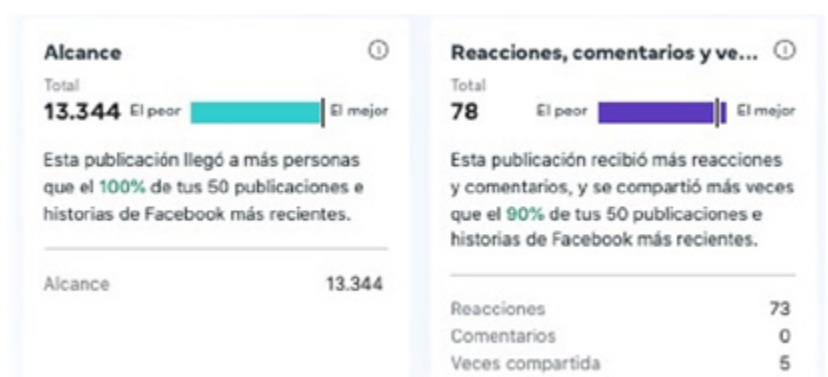 Alcance
Total
13.344 El peor El mejor
Esta publicación llegó a más personas
que el 100% de tus 50 publicaciones e
historias de Facebook más recientes.
Alcance 13.344
Reacciones, comentarios y ve...
Total
78 El peor El mejor
Esta publicación recibió más reacciones
y comentarios, y se compartió más veces
que el 90% de tus 50 publicaciones e
historias de Facebook más recientes.
Reacciones 73
Comentarios 0
Veces compartida 5